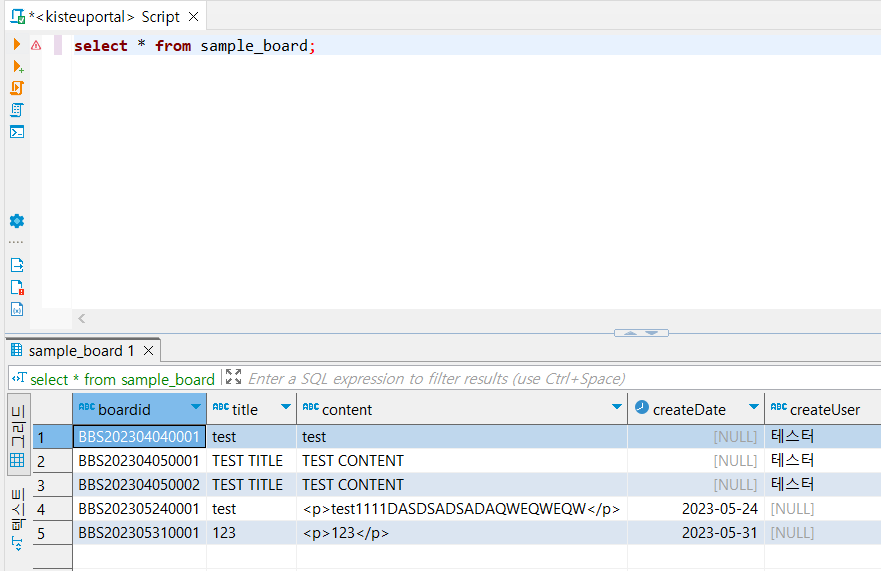 *<kisteuportal> Script
select * from sample_board;
sample_board 1
select * from sample_board Enter a SQL expression to filter results (use Ctrl+Space)
boardid title content createDate createUser
그리드
텍스트
1 BBS202304040001 test test [NULL] 테스터
2 BBS202304050001 TEST TITLE TEST CONTENT [NULL] 테스터
3 BBS202304050002 TEST TITLE TEST CONTENT [NULL] 테스터
4 BBS202305240001 test <p>test1111DASDSADSADAQWEQWEQW</p> 2023-05-24 [NULL]
5 BBS202305310001 123 <p>123</p> 2023-05-31 [NULL]